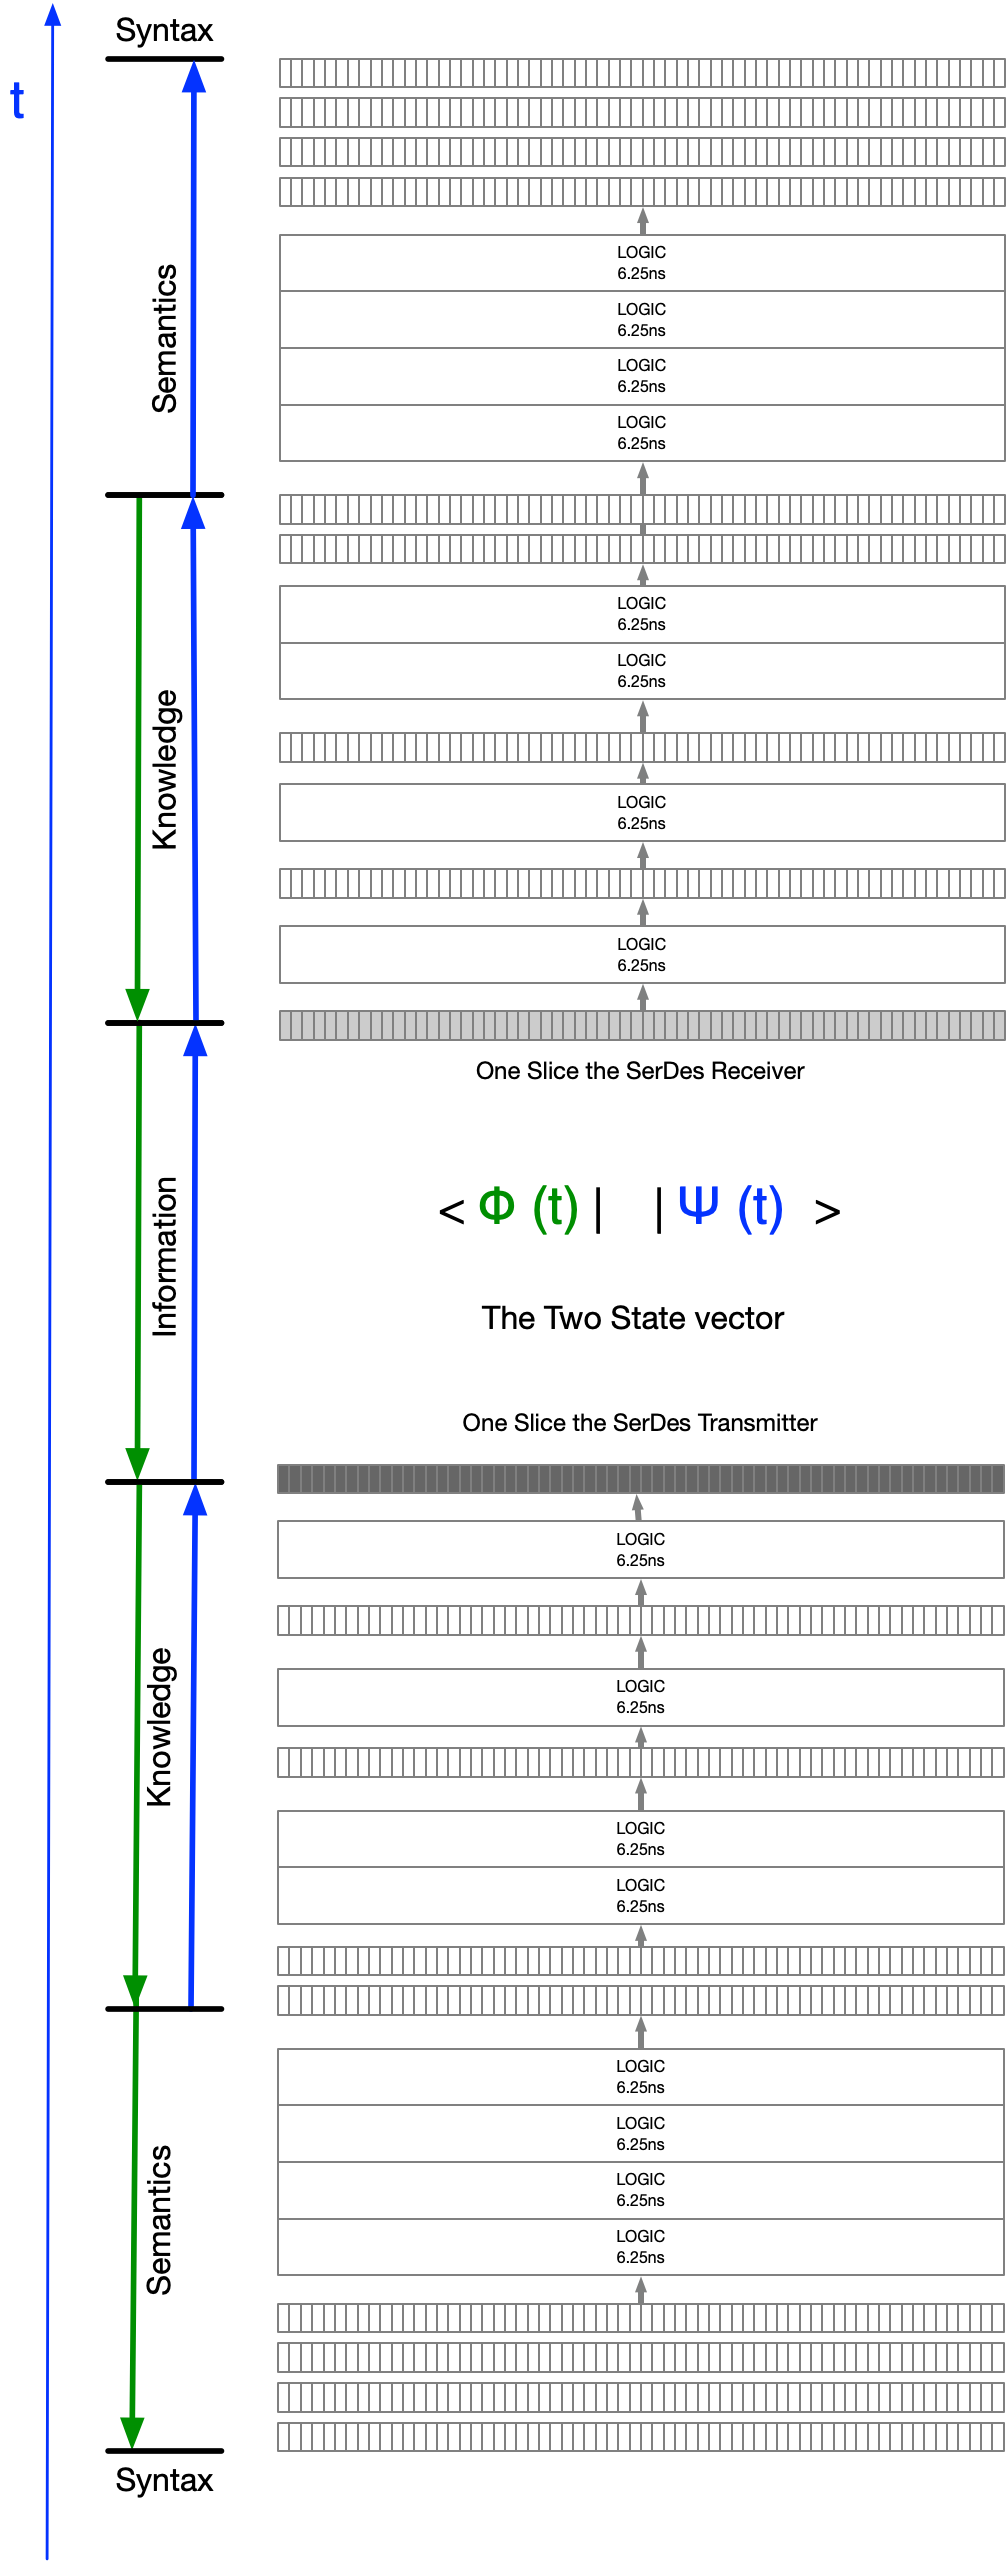 Syntax
t
Semantics
LOGIC
6.25ns
LOGIC
6.25ns
LOGIC
6.25ns
LOGIC
6.25ns
Knowledge
LOGIC
6.25ns
LOGIC
6.25ns
LOGIC
6.25ns
LOGIC
6.25ns
One Slice the SerDes Receiver
Information
< Φ (t) | | Ψ (t) >
The Two State vector
One Slice the SerDes Transmitter
Knowledge
LOGIC
6.25ns
LOGIC
6.25ns
LOGIC
6.25ns
LOGIC
6.25ns
Semantics
LOGIC
6.25ns
LOGIC
6.25ns
LOGIC
6.25ns
LOGIC
6.25ns
Syntax